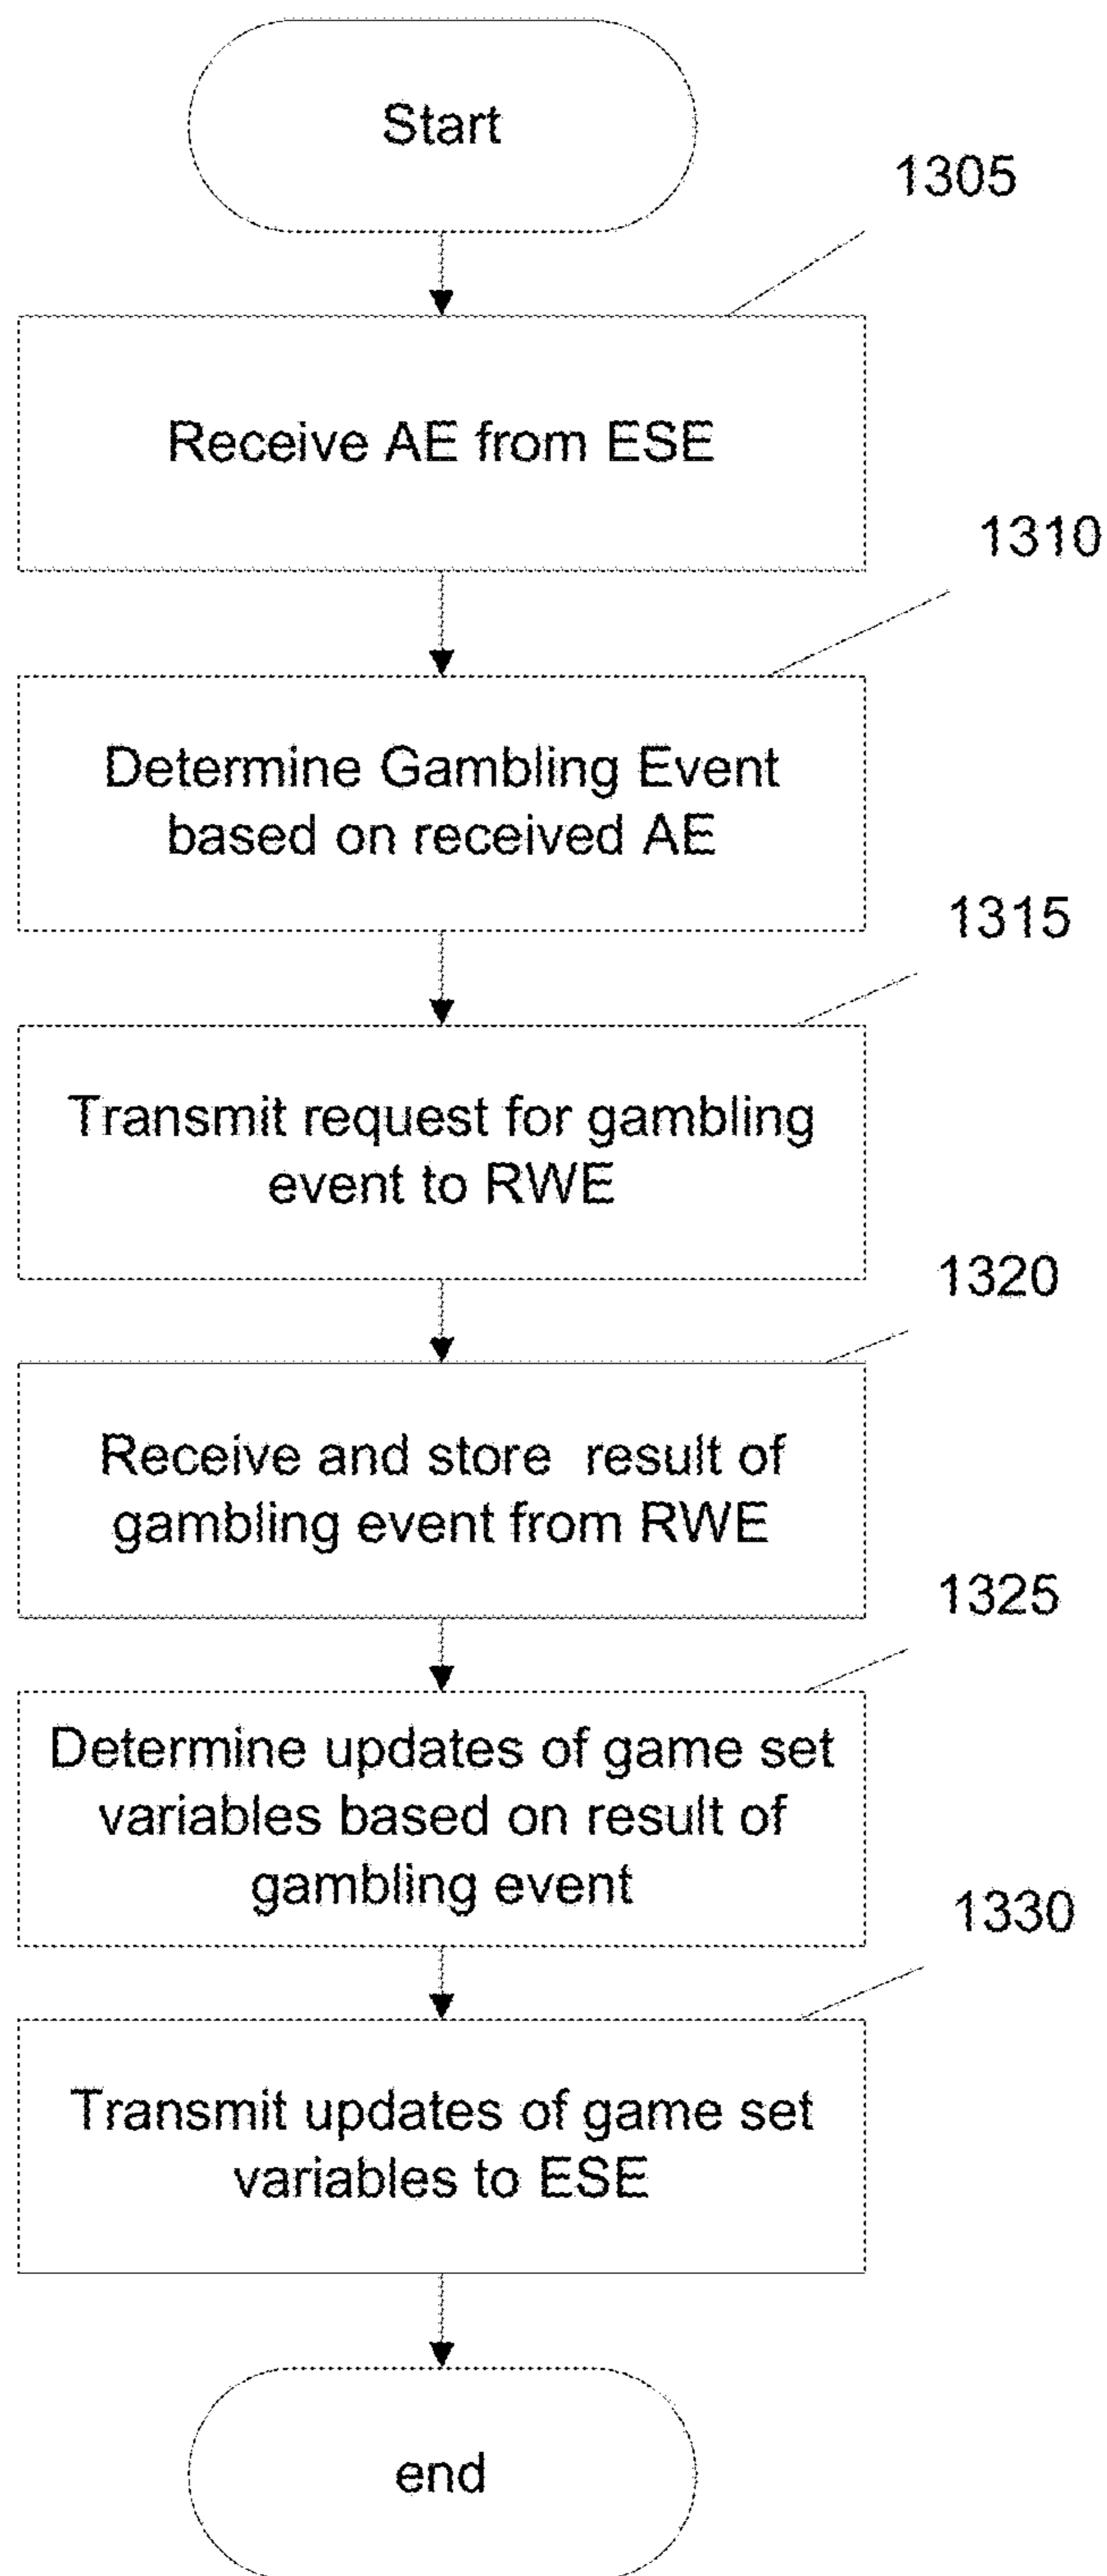 Start
1305
Receive AE from ESE
1310
Determine Gambling Event
based on received AE
1315
Transmit request for gambling
event to RWE
1320
Receive and store result of
gambling event from RWE
1325
Determine updates of game set
variables based on result of
gambling event
1330
Transmit updates of game set
variables to ESE
end